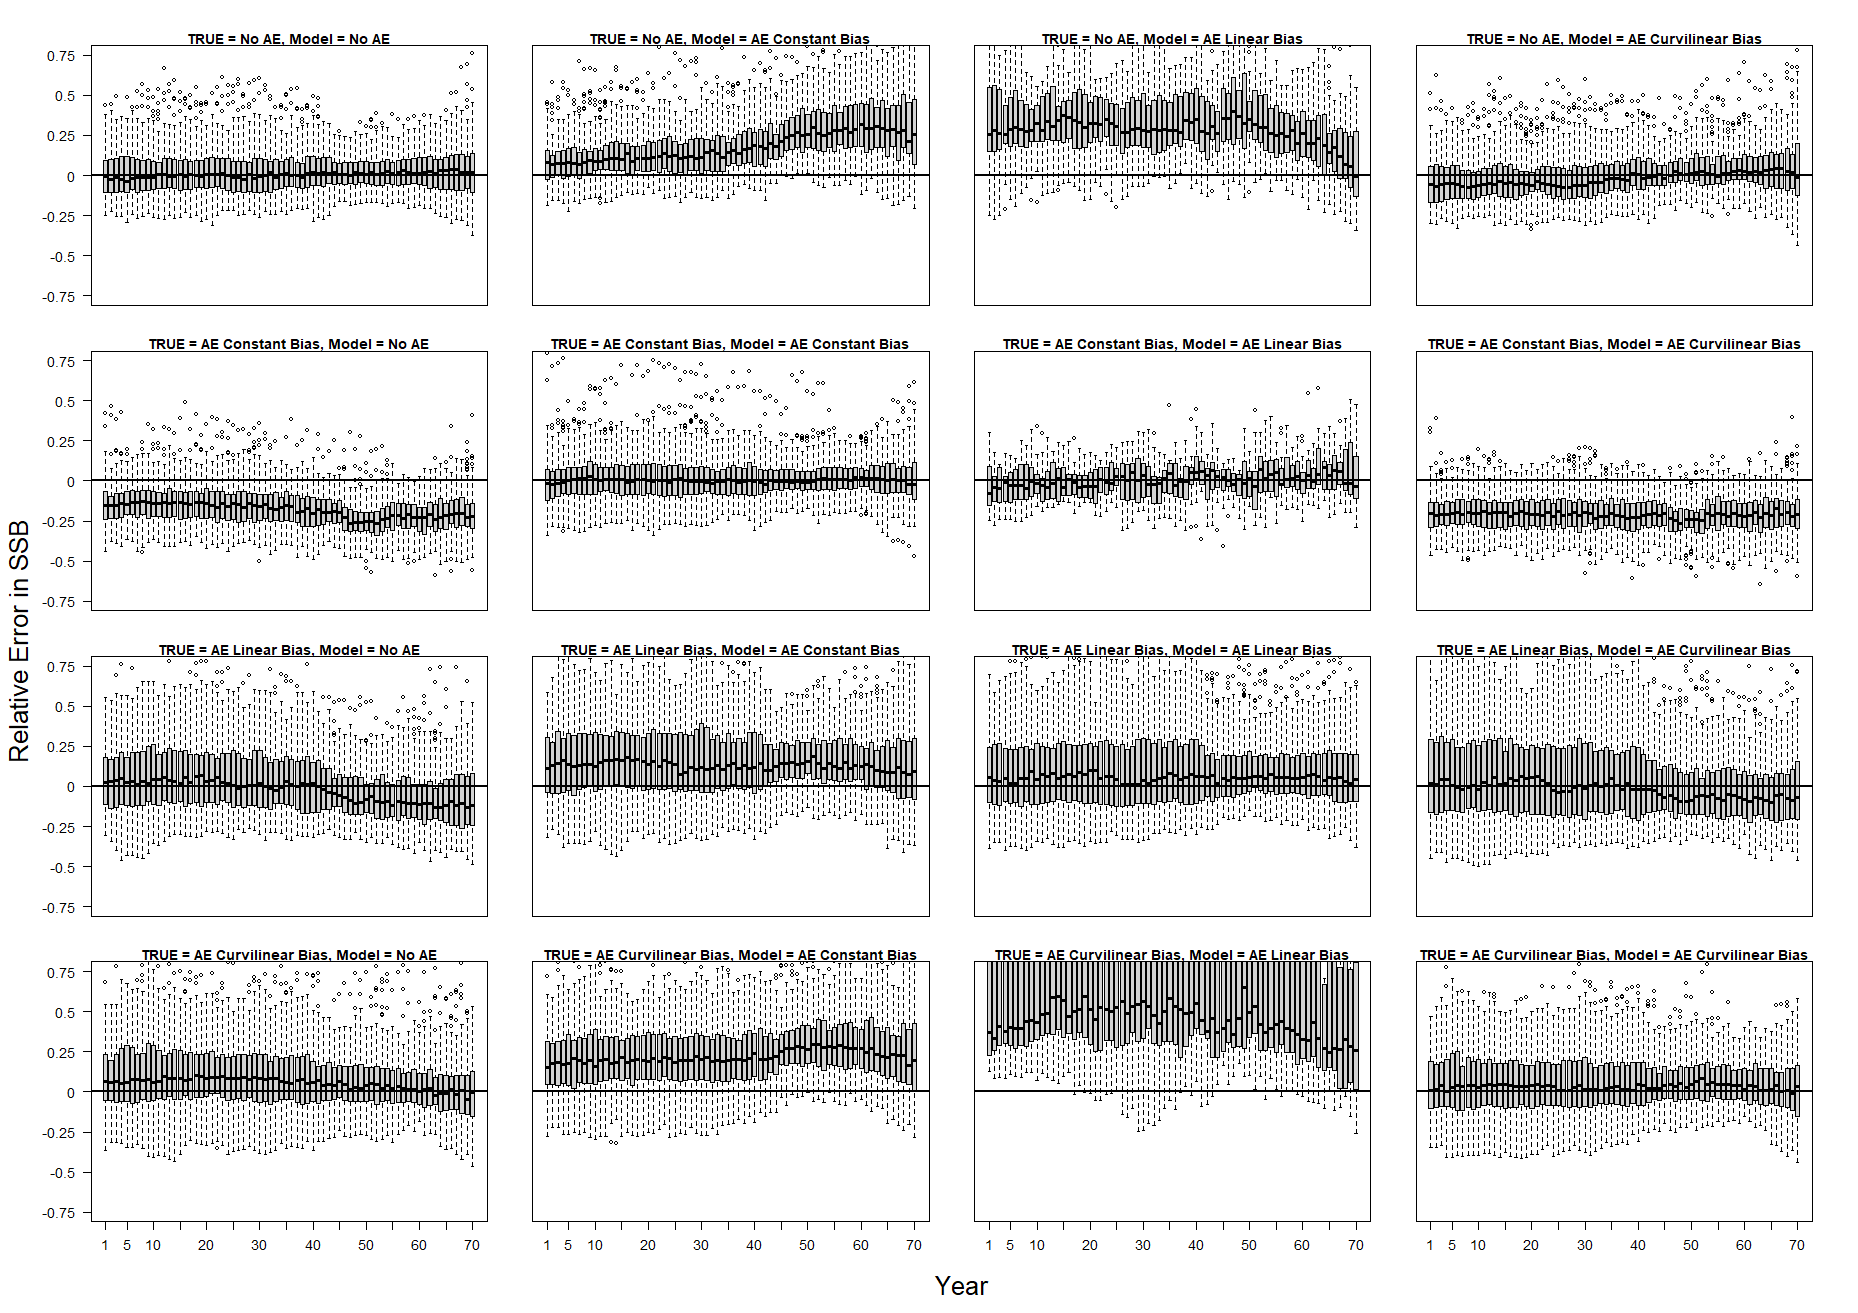 TRUE = No AE, Model = No AE
TRUE = No AE, Model = AE Constant Bias
TRUE = No AE, Model = AE Linear Bias
TRUE = No AE, Model = AE Curvilinear Bias
0.75
0.5
0.25
0
-0.25
-0.5
-0.75
TRUE = AE Constant Bias, Model = No AE
TRUE = AE Constant Bias, Model = AE Constant Bias
TRUE = AE Constant Bias, Model = AE Linear Bias
TRUE = AE Constant Bias, Model = AE Curvilinear Bias
0.75
0.5
0.25
0
-0.25
-0.5
-0.75
Relative Error in SSB
TRUE = AE Linear Bias, Model = No AE
TRUE = AE Linear Bias, Model = AE Constant Bias
TRUE = AE Linear Bias, Model = AE Linear Bias
TRUE = AE Linear Bias, Model = AE Curvilinear Bias
0.75
0.5
0.25
0
-0.25
-0.5
-0.75
TRUE = AE Curvilinear Bias, Model = No AE
TRUE = AE Curvilinear Bias, Model = AE Constant Bias
TRUE = AE Curvilinear Bias, Model = AE Linear Bias
TRUE = AE Curvilinear Bias, Model = AE Curvilinear Bias
0.75
0.5
0.25
0
-0.25
-0.5
-0.75
1 5 10 20 30 40 50 60 70
1 5 10 20 30 40 50 60 70
1 5 10 20 30 40 50 60 70
1 5 10 20 30 40 50 60 70
Year